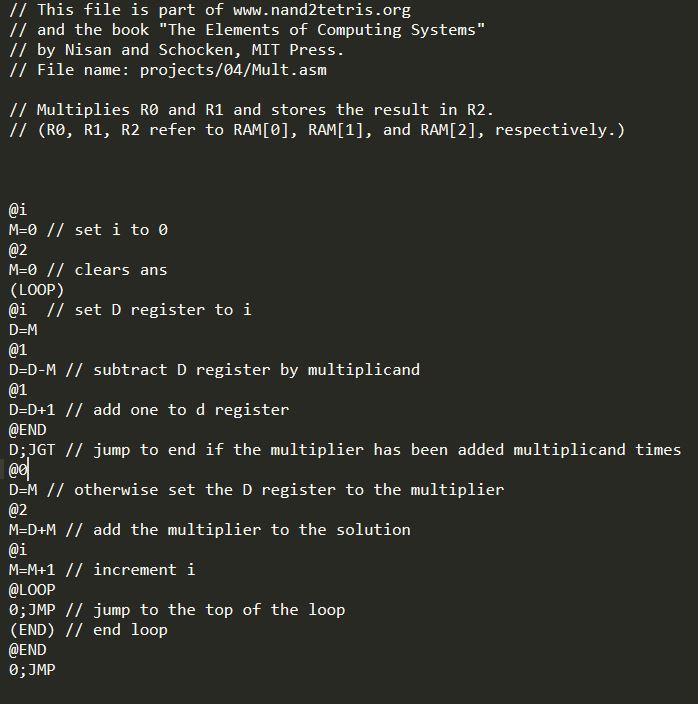 // This file is part of www.nand2tetris.org
// and the book "The Elements of Computing Systems"
// by Nisan and Schocken, MIT Press.
// File name: projects/04/Mult.asm

// Multiplies R0 and R1 and stores the result in R2.
// (R0, R1, R2 refer to RAM[0], RAM[1], and RAM[2], respectively.)

@i
M=0 // set i to 0
@2
M=0 // clears ans
(LOOP)
@i  // set D register to i
D=M
@1
D=D-M // subtract D register by multiplicand
@1
D=D+1 // add one to d register
@END
D;JGT // jump to end if the multiplier has been added multiplicand times
@0
D=M // otherwise set the D register to the multiplier
@2
M=D+M // add the multiplier to the solution
@i
M=M+1 // increment i
@LOOP
0;JMP // jump to the top of the loop
(END) // end loop
@END
0;JMP